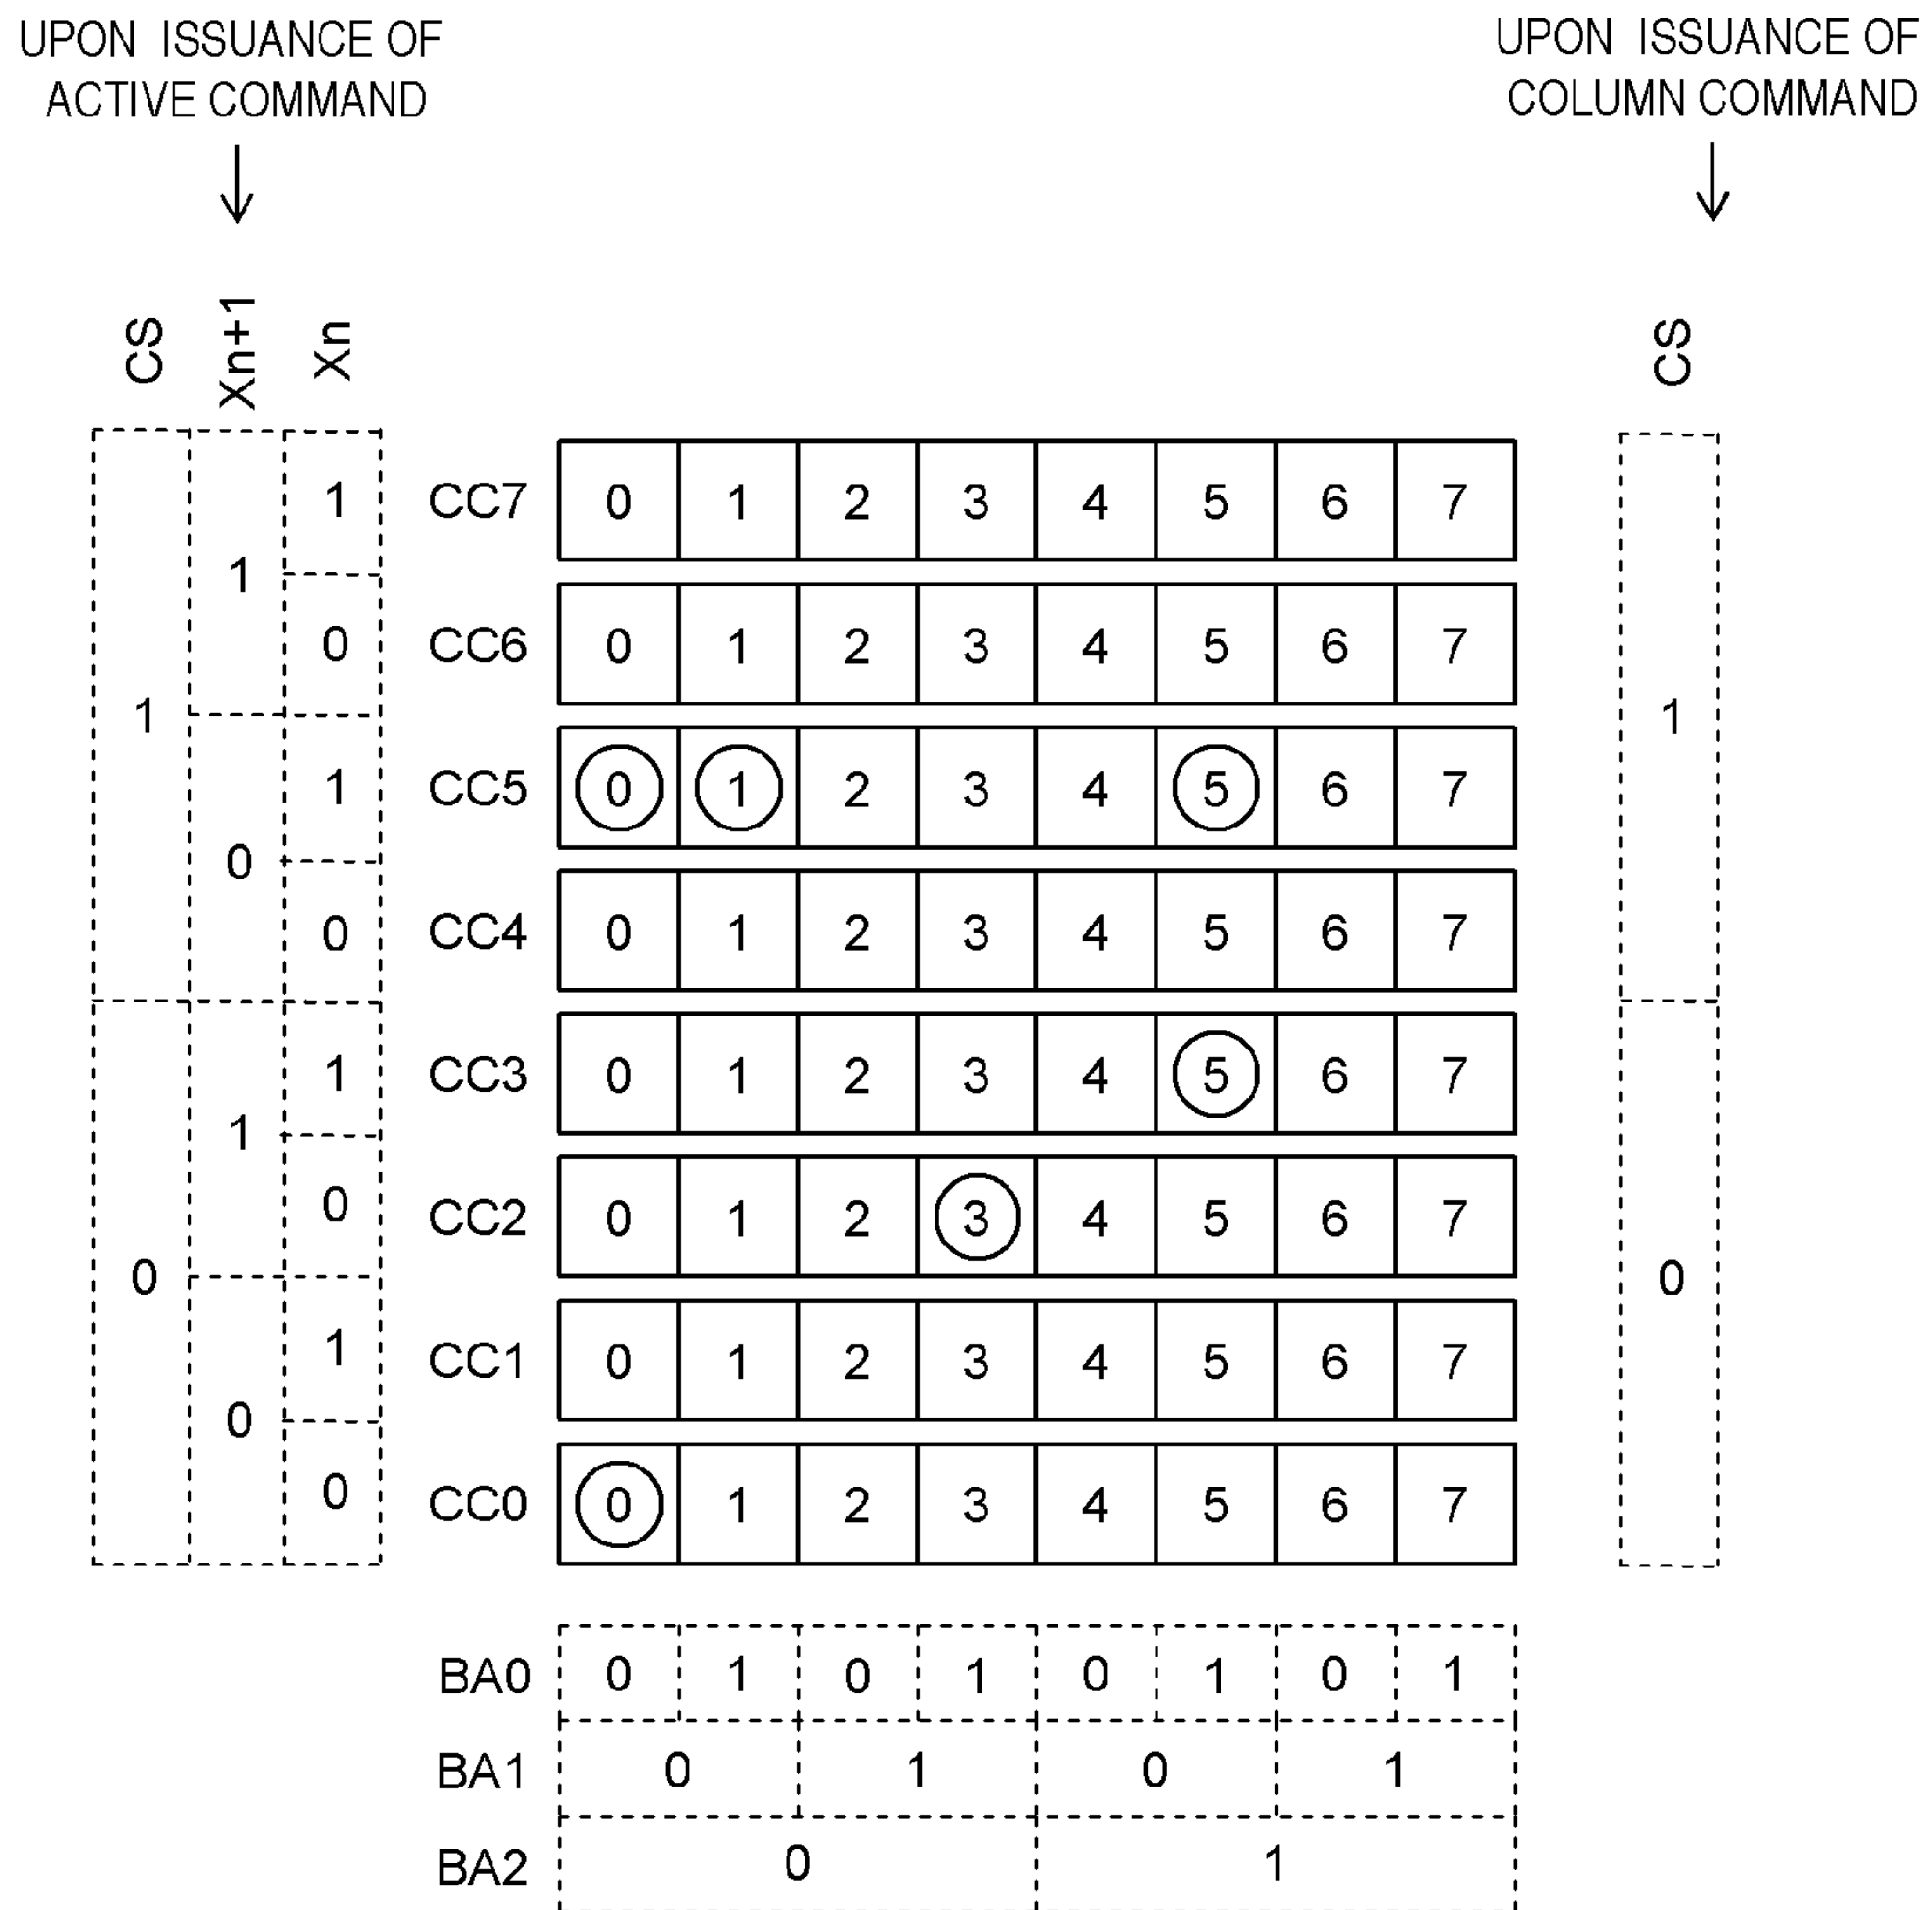 UPON ISSUANCE OF
ACTIVE COMMAND
UPON ISSUANCE OF
COLUMN COMMAND
CS Xn+1 Xn
CS
1 CC7 0 1 2 3 4 5 6 7
1
0 CC6 0 1 2 3 4 5 6 7
1 1
1 CC5 0 1 2 3 4 5 6 7
0
0 CC4 0 1 2 3 4 5 6 7
1 CC3 0 1 2 3 4 5 6 7
1
0 CC2 0 1 2 3 4 5 6 7
0 0
1 CC1 0 1 2 3 4 5 6 7
0
0 CC0 0 1 2 3 4 5 6 7
BA0 0 1 0 1 0 1 0 1
BA1 0 1 0 1
BA2 0 1